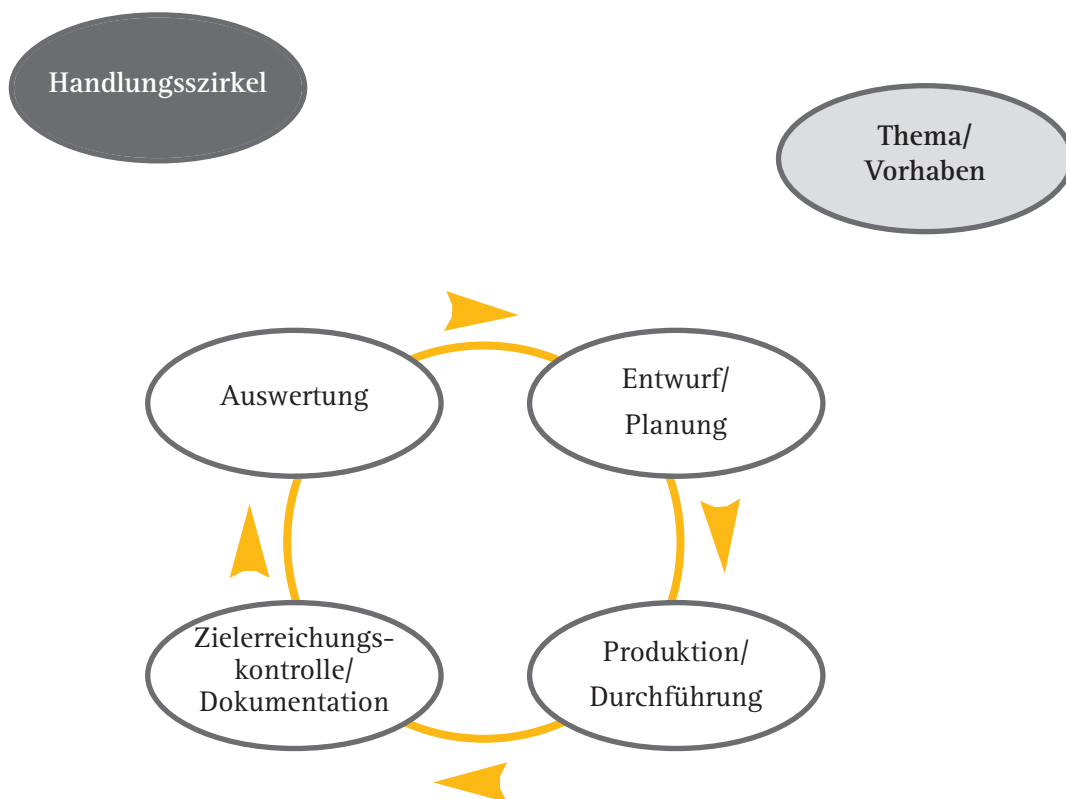 Handlungsszirkel
Thema/
Vorhaben
Auswertung
Entwurf/
Planung
Zielerreichungs-
kontrolle/
Dokumentation
Produktion/
Durchführung